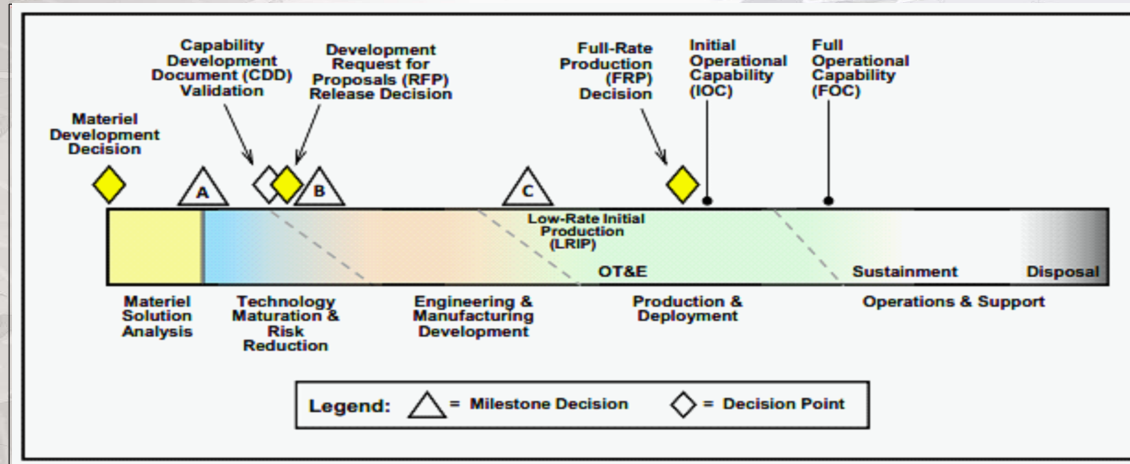 Capability
Development
Document (CDD)
Validation
Development
Request for
Proposals (RFP)
Release Decision
Full-Rate
Production
(FRP)
Decision
Initial
Operational
Capability
(IOC)
Full
Operational
Capability
(FOC)
Materiel
Development
Decision
A
B
C
Low-Rate Initial
Production
(LRIP)
OT&E
Sustainment
Disposal
Materiel
Solution
Analysis
Technology
Maturation &
Risk
Reduction
Engineering &
Manufacturing
Development
Production &
Deployment
Operations & Support
Legend:
= Milestone Decision
= Decision Point